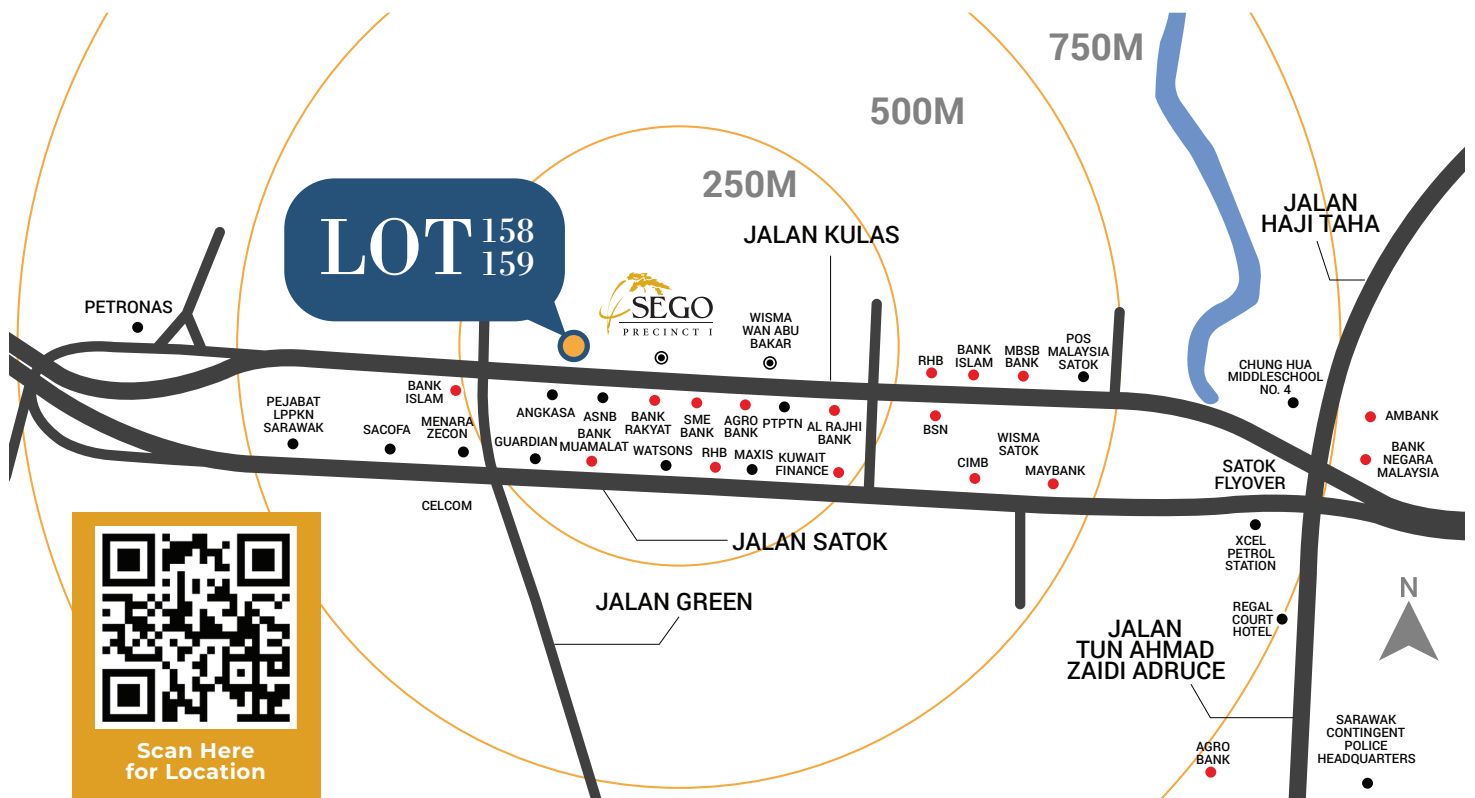 750M
500M
250M
LOT 158
159
SEGO
PRECINCT I
JALAN KULAS
JALAN
HAJI TAHA
PETRONAS
WISMA
WAN ABU
BAKAR
RHB
BANK
ISLAM
MBSB
BANK
POS
MALAYSIA
SATOK
CHUNG HUA
MIDDLESCHOOL
NO. 4
AMBANK
BANK
NEGARA
MALAYSIA
BANK
ISLAM
PEJABAT
LPPKN
SARAWAK
SACOFA
MENARA
ZECON
ANGKASA
ASNB
BANK
RAKYAT
SME
BANK
AGRO
BANK
PTPTN
AL RAJHI
BANK
BSN
GUARDIAN
BANK
MUAMALAT
WATSONS
RHB
MAXIS
KUWAIT
FINANCE
CIMB
WISMA
SATOK
MAYBANK
SATOK
FLYOVER
CELCOM
JALAN SATOK
XCEL
PETROL
STATION
JALAN GREEN
REGAL
COURT
HOTEL
N
JALAN
TUN AHMAD
ZAIDI ADRUCE
AGRO
BANK
SARAWAK
CONTINGENT
POLICE
HEADQUARTERS
Scan Here
for Location